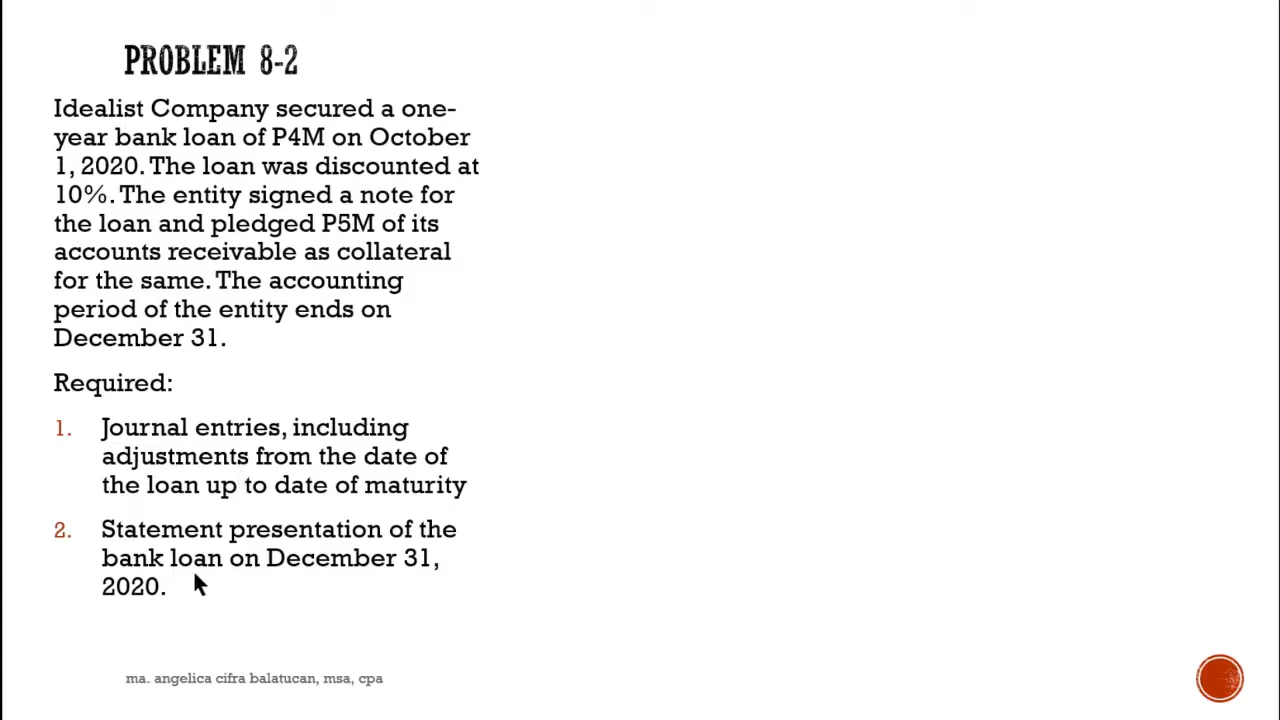 PROBLEM 8-2
Idealist Company secured a one-
year bank loan of P4M on October
1, 2020. The loan was discounted at
10%. The entity signed a note for
the loan and pledged P5M of its
accounts receivable as collateral
for the same. The accounting
period of the entity ends on
December 31.
Required:
1. Journal entries, including
adjustments from the date of
the loan up to date of maturity
2. Statement presentation of the
bank loan on December 31,
2020.
ma. angelica cifra balatucan, msa, cpa